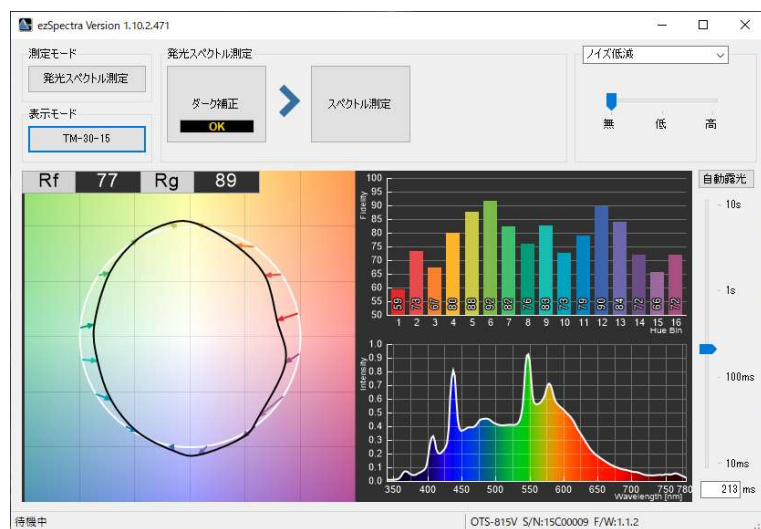 ezSpectra Version 1.10.2.471
測定モード
発光スペクトル測定
表示モード
TM-30-15
発光スペクトル測定
ダーク補正
OK
スペクトル測定
ノイズ低減
無 低 高
Rf 77 Rg 89
Fidelity
100
95
90
85
80
75
70
65
60
55
50
59 73 67 80 88 92 82 76 83 73 79 90 84 72 66 72
1 2 3 4 5 6 7 8 9 10 11 12 13 14 15 16
Hue Bin
Intensity
1.0
0.9
0.8
0.7
0.6
0.5
0.4
0.3
0.2
0.1
0.0
350 400 450 500 550 600 650 700 750 780
Wavelength [nm]
自動露光
10s
1s
100ms
10ms
213 ms
待機中
OTS-815V S/N:15C00009 F/W:1.1.2